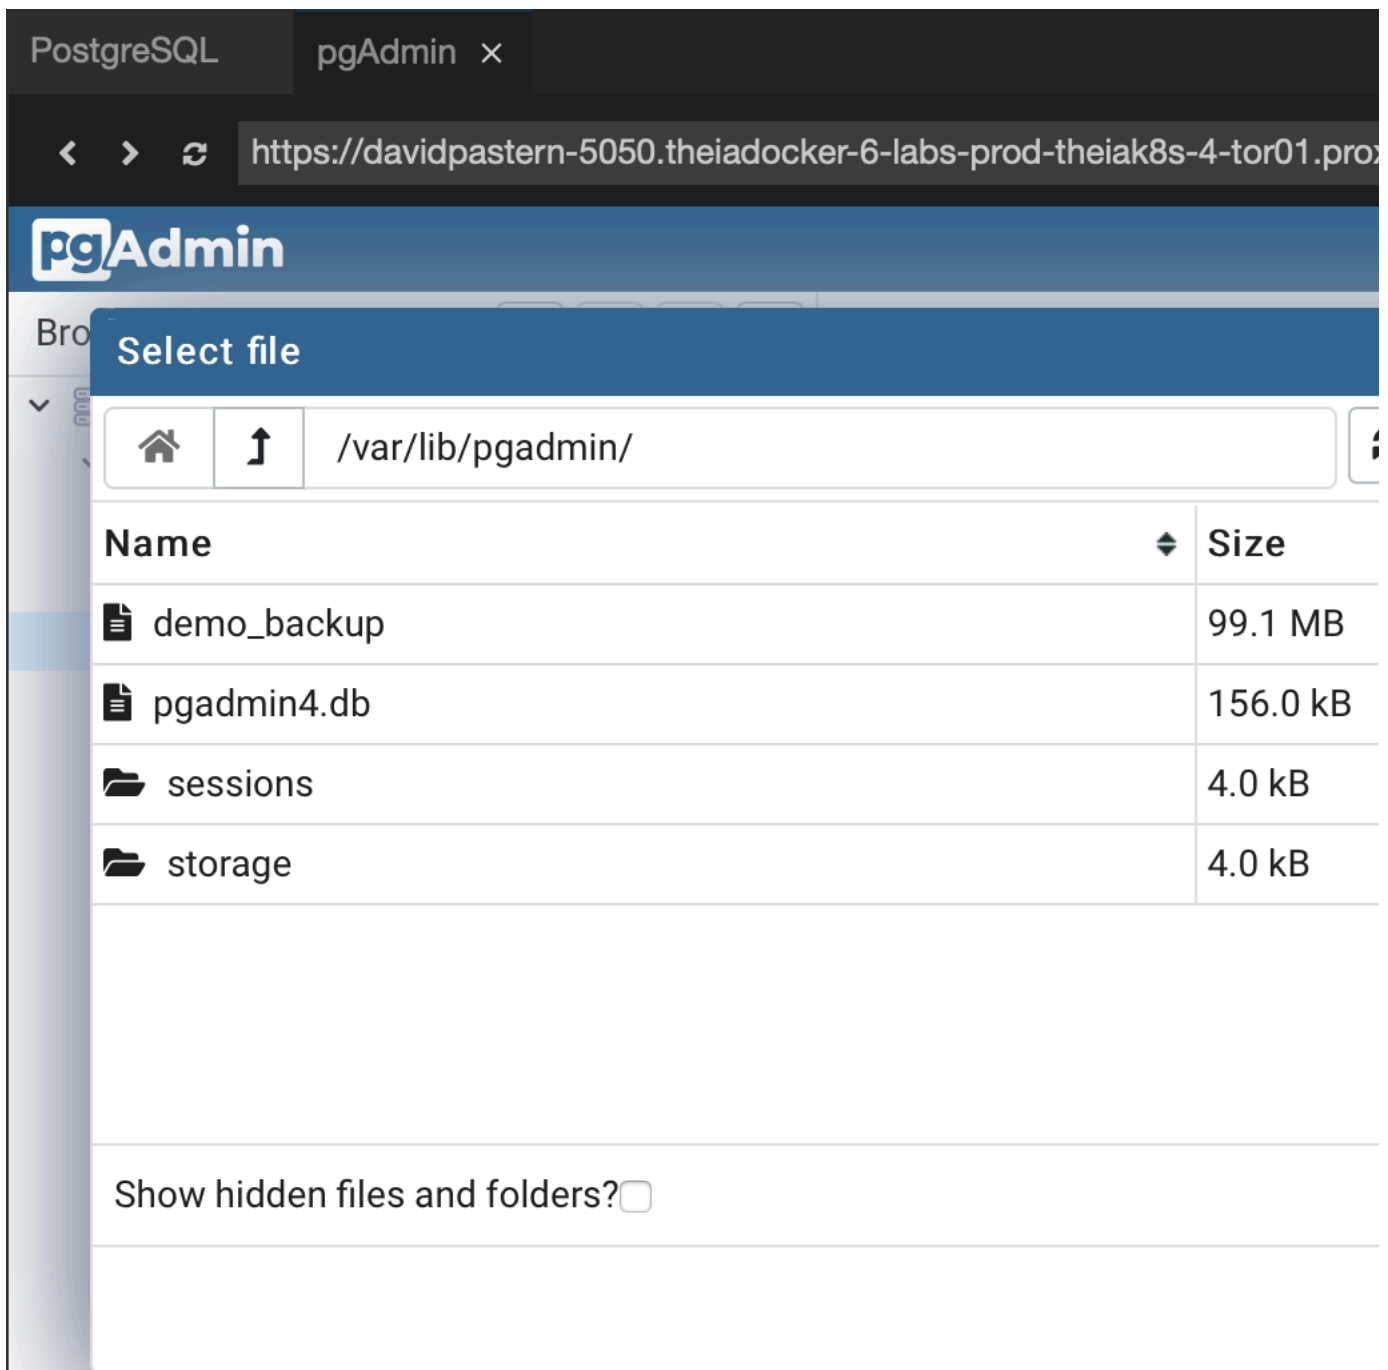 PostgreSQL pgAdmin
https://davidpastern-5050.theiadocker-6-labs-prod-theiak8s-4-tor01.prox
pgAdmin
Bro
Select file
/var/lib/pgadmin/
Name Size
demo_backup 99.1 MB
pgadmin4.db 156.0 kB
sessions 4.0 kB
storage 4.0 kB
Show hidden files and folders?